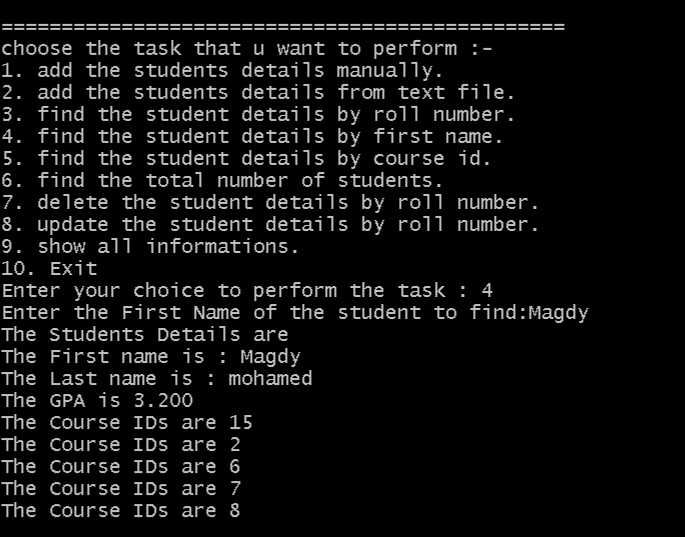 ===============================================
choose the task that u want to perform :-
1. add the students details manually.
2. add the students details from text file.
3. find the student details by roll number.
4. find the student details by first name.
5. find the student details by course id.
6. find the total number of students.
7. delete the student details by roll number.
8. update the student details by roll number.
9. show all informations.
10. Exit
Enter your choice to perform the task : 4
Enter the First Name of the student to find:Magdy
The Students Details are
The First name is : Magdy
The Last name is : mohamed
The GPA is 3.200
The Course IDs are 15
The Course IDs are 2
The Course IDs are 6
The Course IDs are 7
The Course IDs are 8